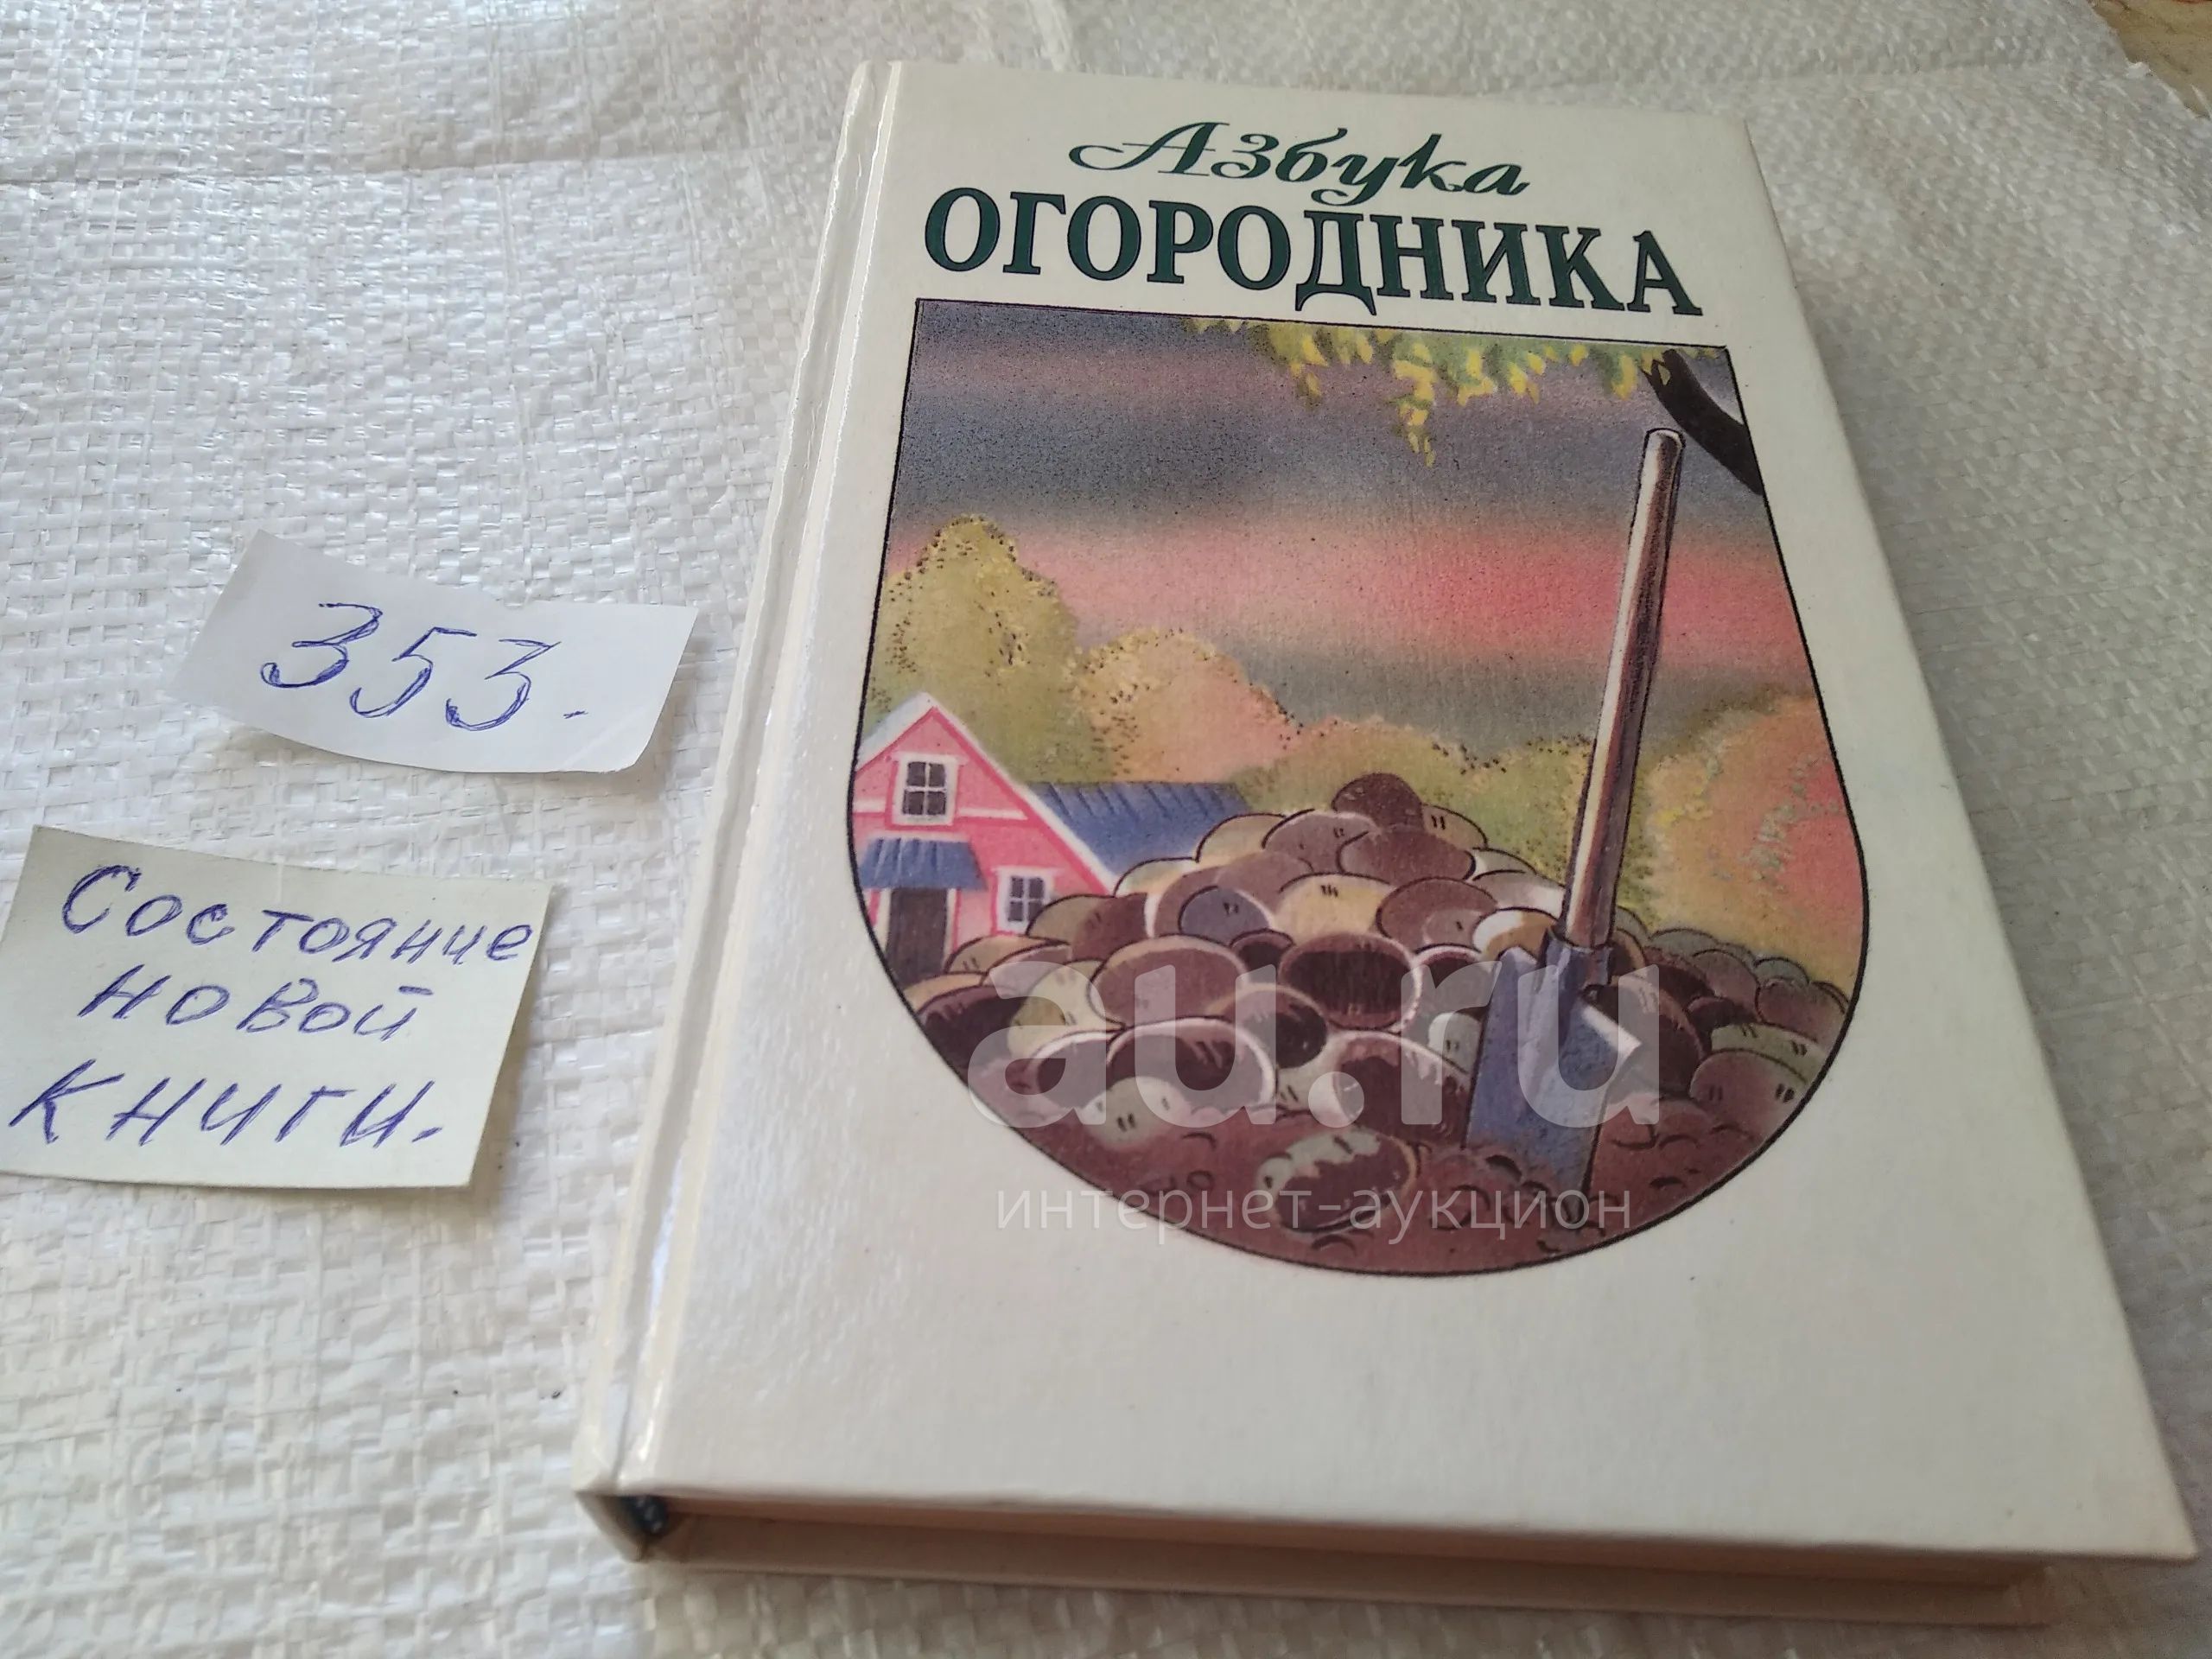 Азбука
ОГОРОДНИКА
353.
Состояние
новой
книги.
au.ru
интернет-аукцион